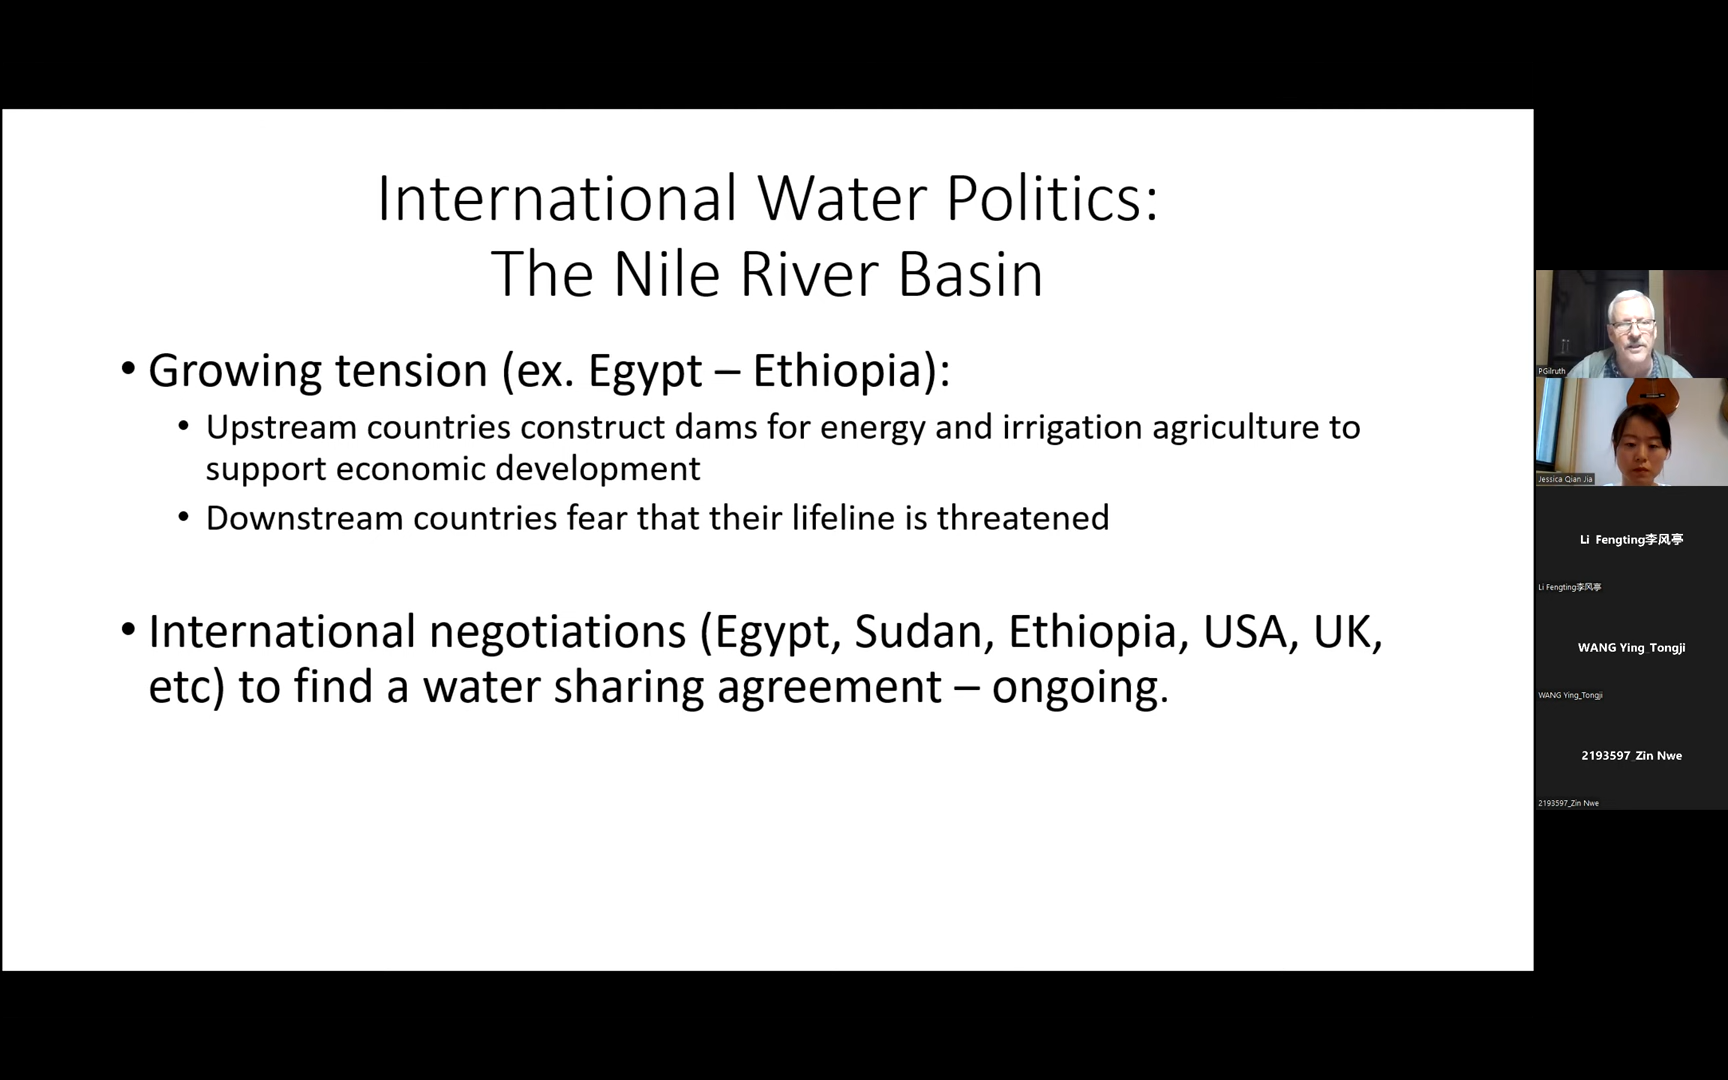 International Water Politics:
The Nile River Basin
• Growing tension (ex. Egypt – Ethiopia):
• Upstream countries construct dams for energy and irrigation agriculture to
support economic development
• Downstream countries fear that their lifeline is threatened
• International negotiations (Egypt, Sudan, Ethiopia, USA, UK,
etc) to find a water sharing agreement – ongoing.
PGilruth
Jessica Qian Jia
Li Fengting李风亭
Li Fengting李风亭
WANG Ying_Tongji
WANG Ying_Tongji
2193597_Zin Nwe
2193597_Zin Nwe